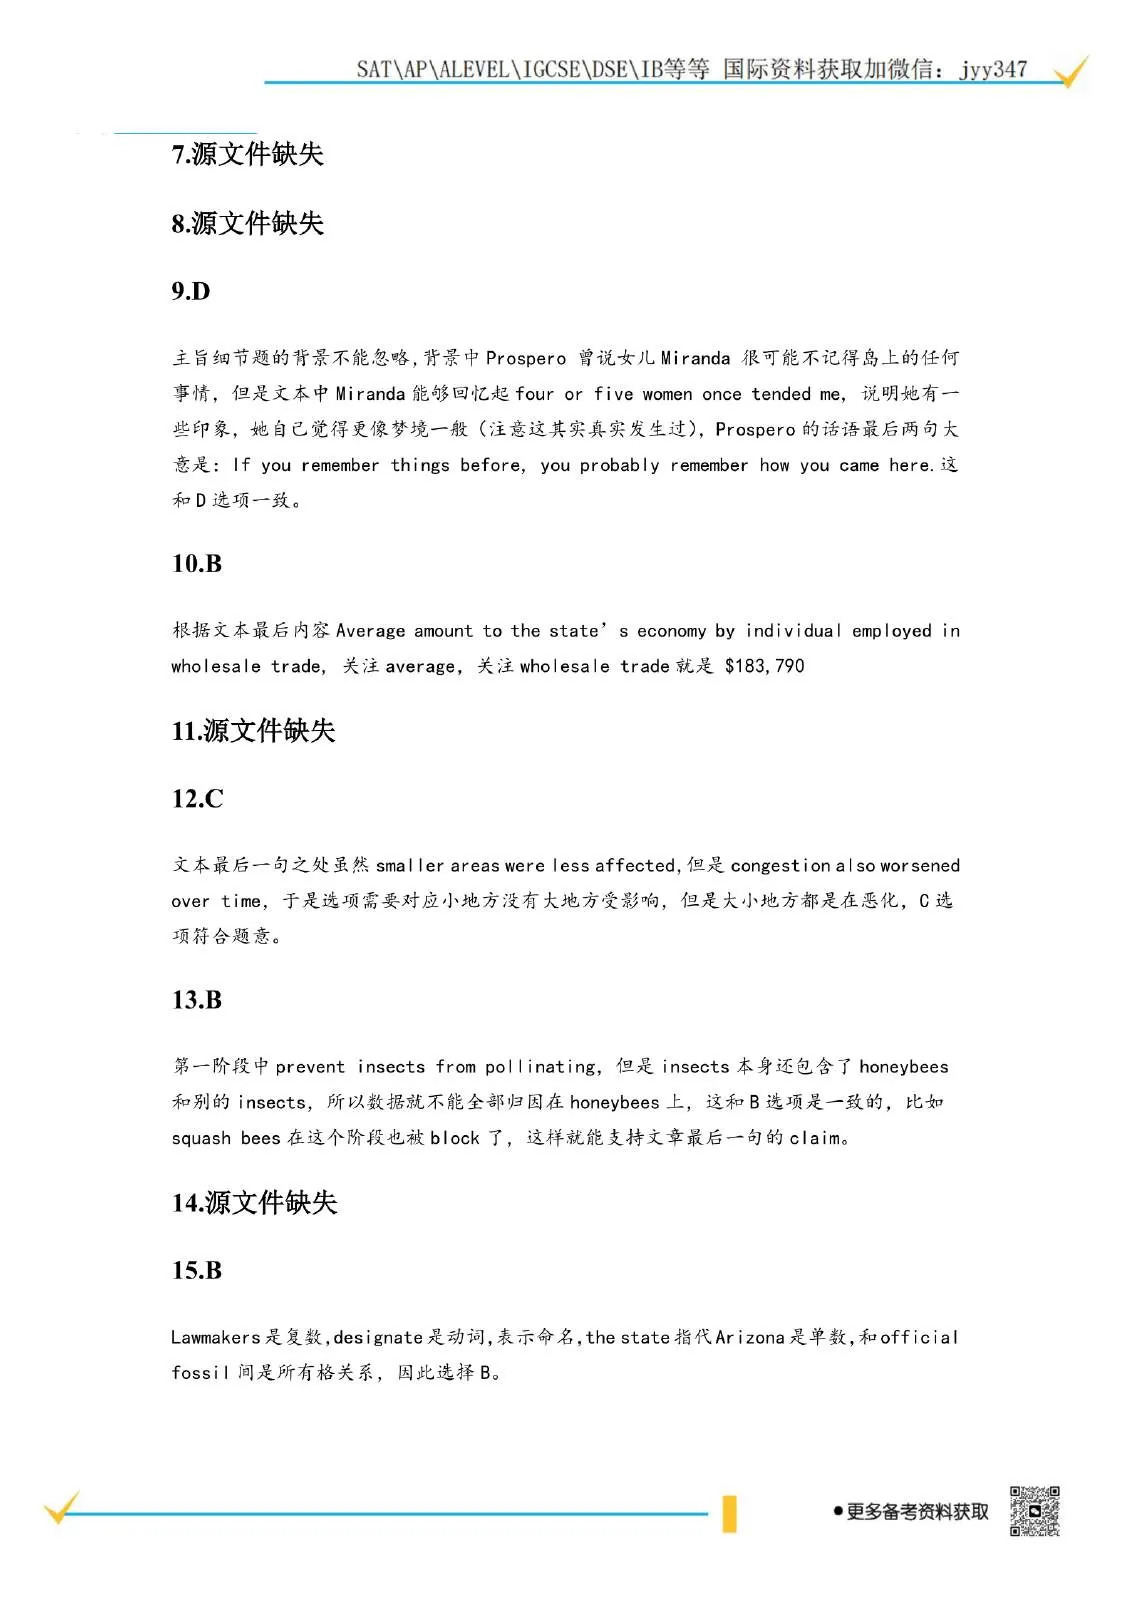 SAT\AP\ALEVEL\IGCSE\DSE\IB等等 国际资料获取加微信：jyy347
7.源文件缺失
8.源文件缺失
9.D
主旨细节题的背景不能忽略,背景中 Prospero 曾说女儿 Miranda 很可能不记得岛上的任何
事情，但是文本中 Miranda 能够回忆起 four or five women once tended me，说明她有一
些印象，她自己觉得更像梦境一般（注意这其实真实发生过），Prospero 的话语最后两句大
意是：If you remember things before, you probably remember how you came here.这
和 D 选项一致。
10.B
根据文本最后内容 Average amount to the state’s economy by individual employed in
wholesale trade, 关注 average，关注 wholesale trade 就是 $183,790
11.源文件缺失
12.C
文本最后一句之处虽然 smaller areas were less affected,但是 congestion also worsened
over time，于是选项需要对应小地方没有大地方受影响，但是大小地方都是在恶化，C 选
项符合题意。
13.B
第一阶段中 prevent insects from pollinating，但是 insects 本身还包含了 honeybees
和别的 insects，所以数据就不能全部归因在 honeybees 上，这和 B 选项是一致的，比如
squash bees 在这个阶段也被 block 了，这样就能支持文章最后一句的 claim。
14.源文件缺失
15.B
Lawmakers 是复数,designate 是动词,表示命名,the state 指代 Arizona 是单数,和 official
fossil 间是所有格关系，因此选择 B。
●更多备考资料获取